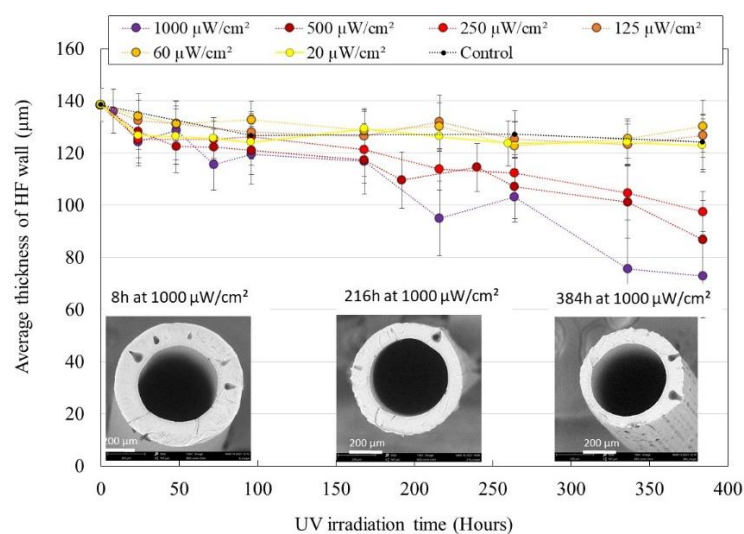 1000 µW/cm² 500 µW/cm² 250 µW/cm² 125 µW/cm²
60 µW/cm² 20 µW/cm² Control
160
140
120
100
80
60
40
20
0
Average thickness of HF wall (µm)
8h at 1000 µW/cm² 216h at 1000 µW/cm² 384h at 1000 µW/cm²
200 µm 200 µm 200 µm
0 50 100 150 200 250 300 350 400
UV irradiation time (Hours)